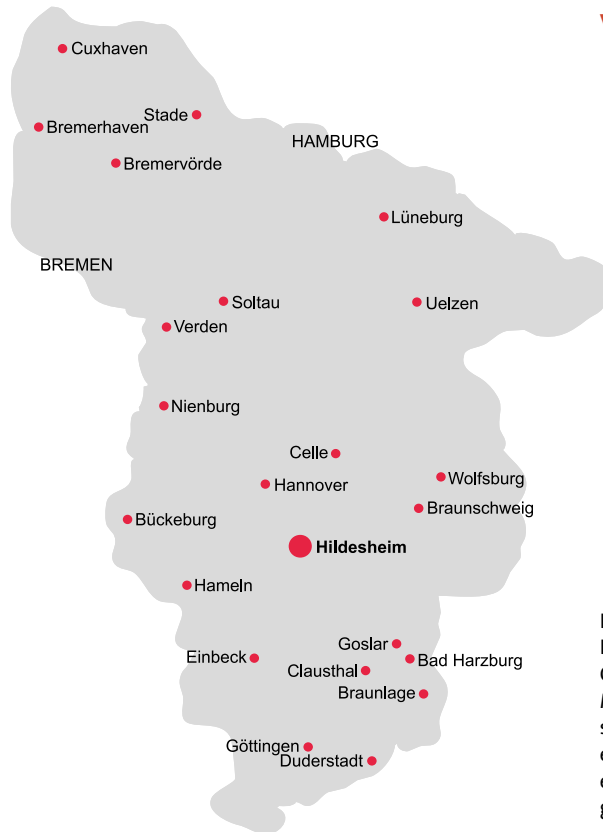 Cuxhaven
Stade
Bremerhaven
HAMBURG
Bremervörde
Lüneburg
BREMEN
Soltau
Uelzen
Verden
Nienburg
Celle
Wolfsburg
Hannover
Braunschweig
Bückeburg
Hildesheim
Hameln
Goslar
Einbeck
Bad Harzburg
Clausthal
Braunlage
Göttingen
Duderstadt